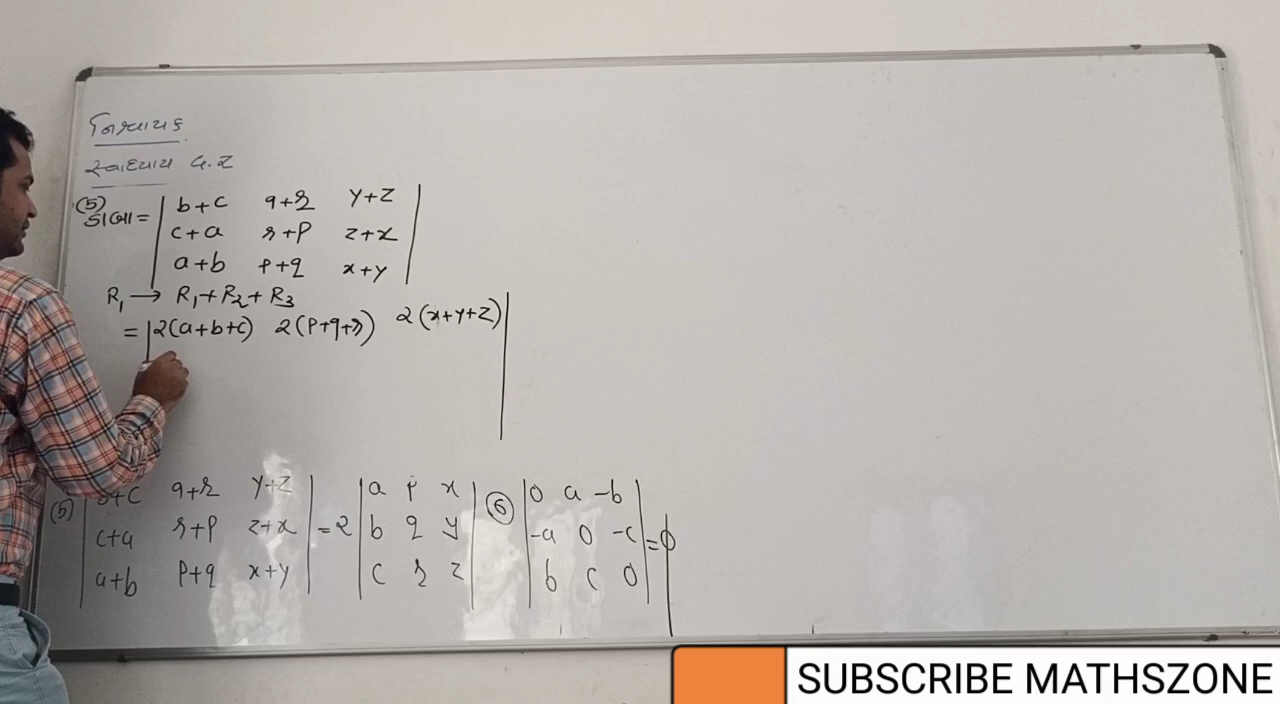 નિશ્ચાયક
સ્વાધ્યાય 4.2
(5)
ડા.બા = | b+c q+r y+z |
| c+a r+p z+x |
| a+b p+q x+y |
R₁ → R₁+R₂+R₃
= | 2(a+b+c) 2(p+q+r) 2(x+y+z) |
(5) | b+c q+r y+z | = 2 | a p x | ⑥ | 0 a -b | = 0
| c+a r+p z+x | | b q y | | -a 0 -c |
| a+b p+q x+y | | c r z | | b c 0 |
SUBSCRIBE MATHSZONE